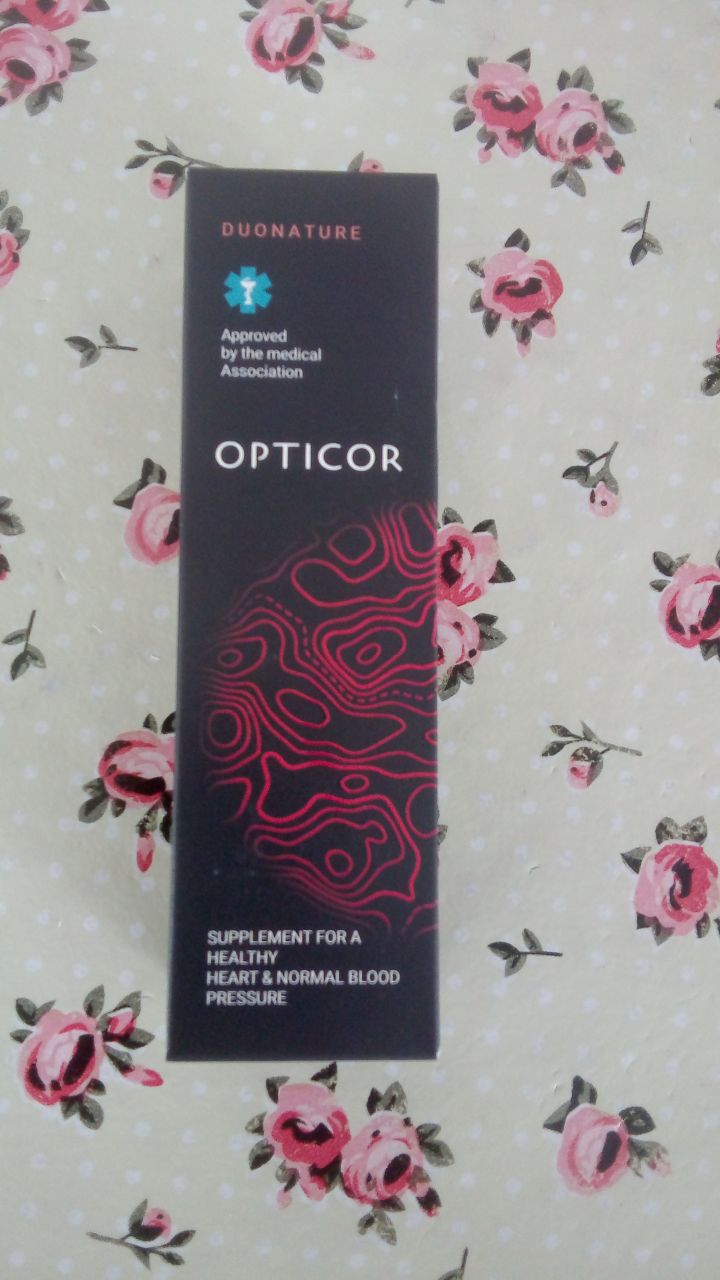 DUONATURE
Approved
by the medical
Association
OPTICOR
SUPPLEMENT FOR A
HEALTHY
HEART & NORMAL BLOOD
PRESSURE